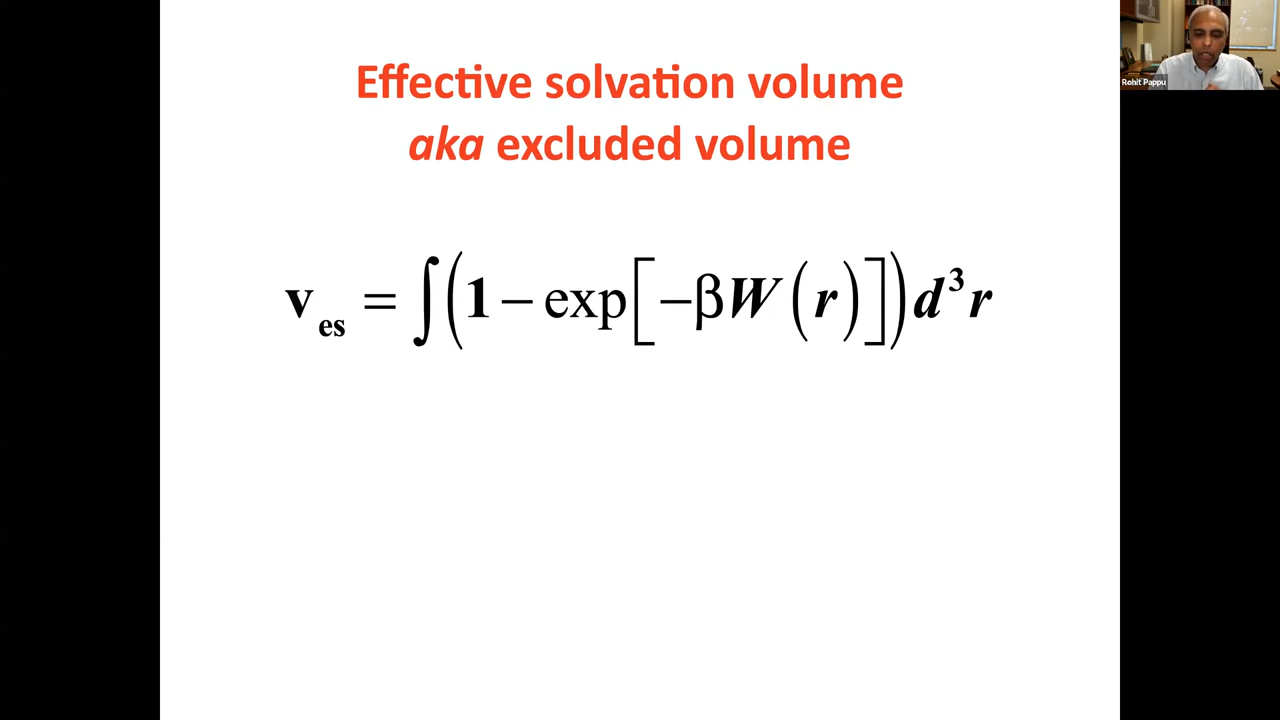 Effective solvation volume
aka excluded volume
v_es = ∫(1 − exp[−βW(r)])d³r
Rohit Pappu